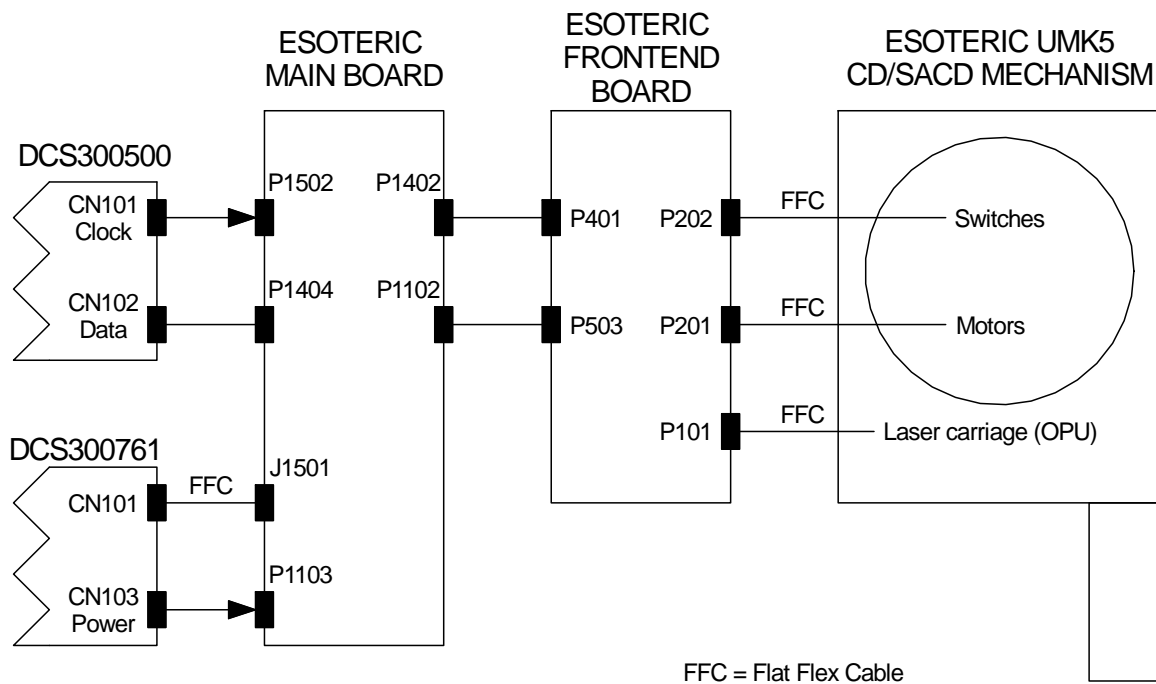 ESOTERIC
MAIN BOARD
ESOTERIC
FRONTEND
BOARD
ESOTERIC UMK5
CD/SACD MECHANISM
DCS300500
CN101
Clock
P1502
P1402
P401
P202
FFC
Switches
CN102
Data
P1404
P1102
P503
P201
FFC
Motors
P101
FFC
Laser carriage (OPU)
DCS300761
CN101
FFC
J1501
CN103
Power
P1103
FFC = Flat Flex Cable